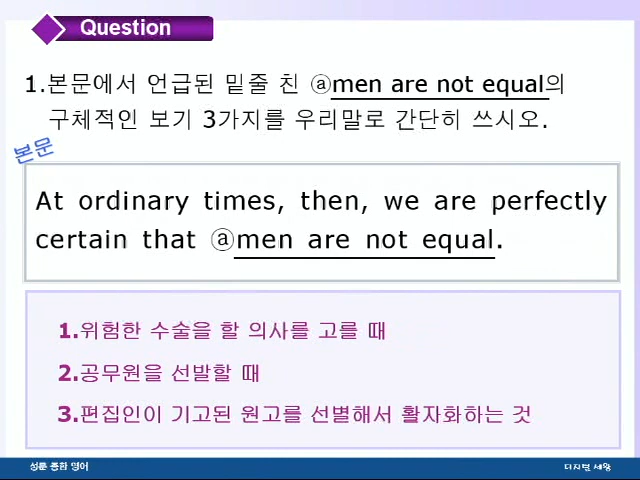 Question
1.본문에서 언급된 밑줄 친 ⓐmen are not equal의
구체적인 보기 3가지를 우리말로 간단히 쓰시오.
본문
At ordinary times, then, we are perfectly
certain that ⓐmen are not equal.
1.위험한 수술을 할 의사를 고를 때
2.공무원을 선발할 때
3.편집인이 기고된 원고를 선별해서 활자화하는 것
성문 종합 영어
디지털 세왕